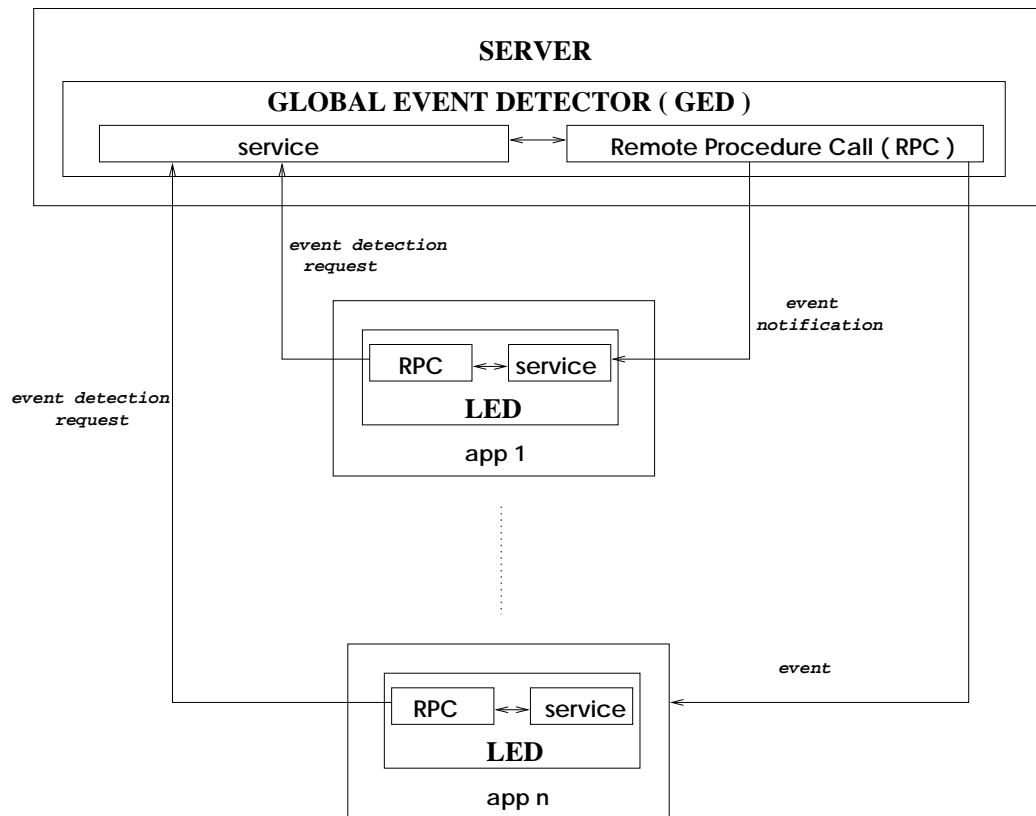 SERVER
GLOBAL EVENT DETECTOR ( GED )
service
Remote Procedure Call ( RPC )
event detection
request
event
notification
RPC
service
LED
app 1
event detection
request
event
RPC
service
LED
app n